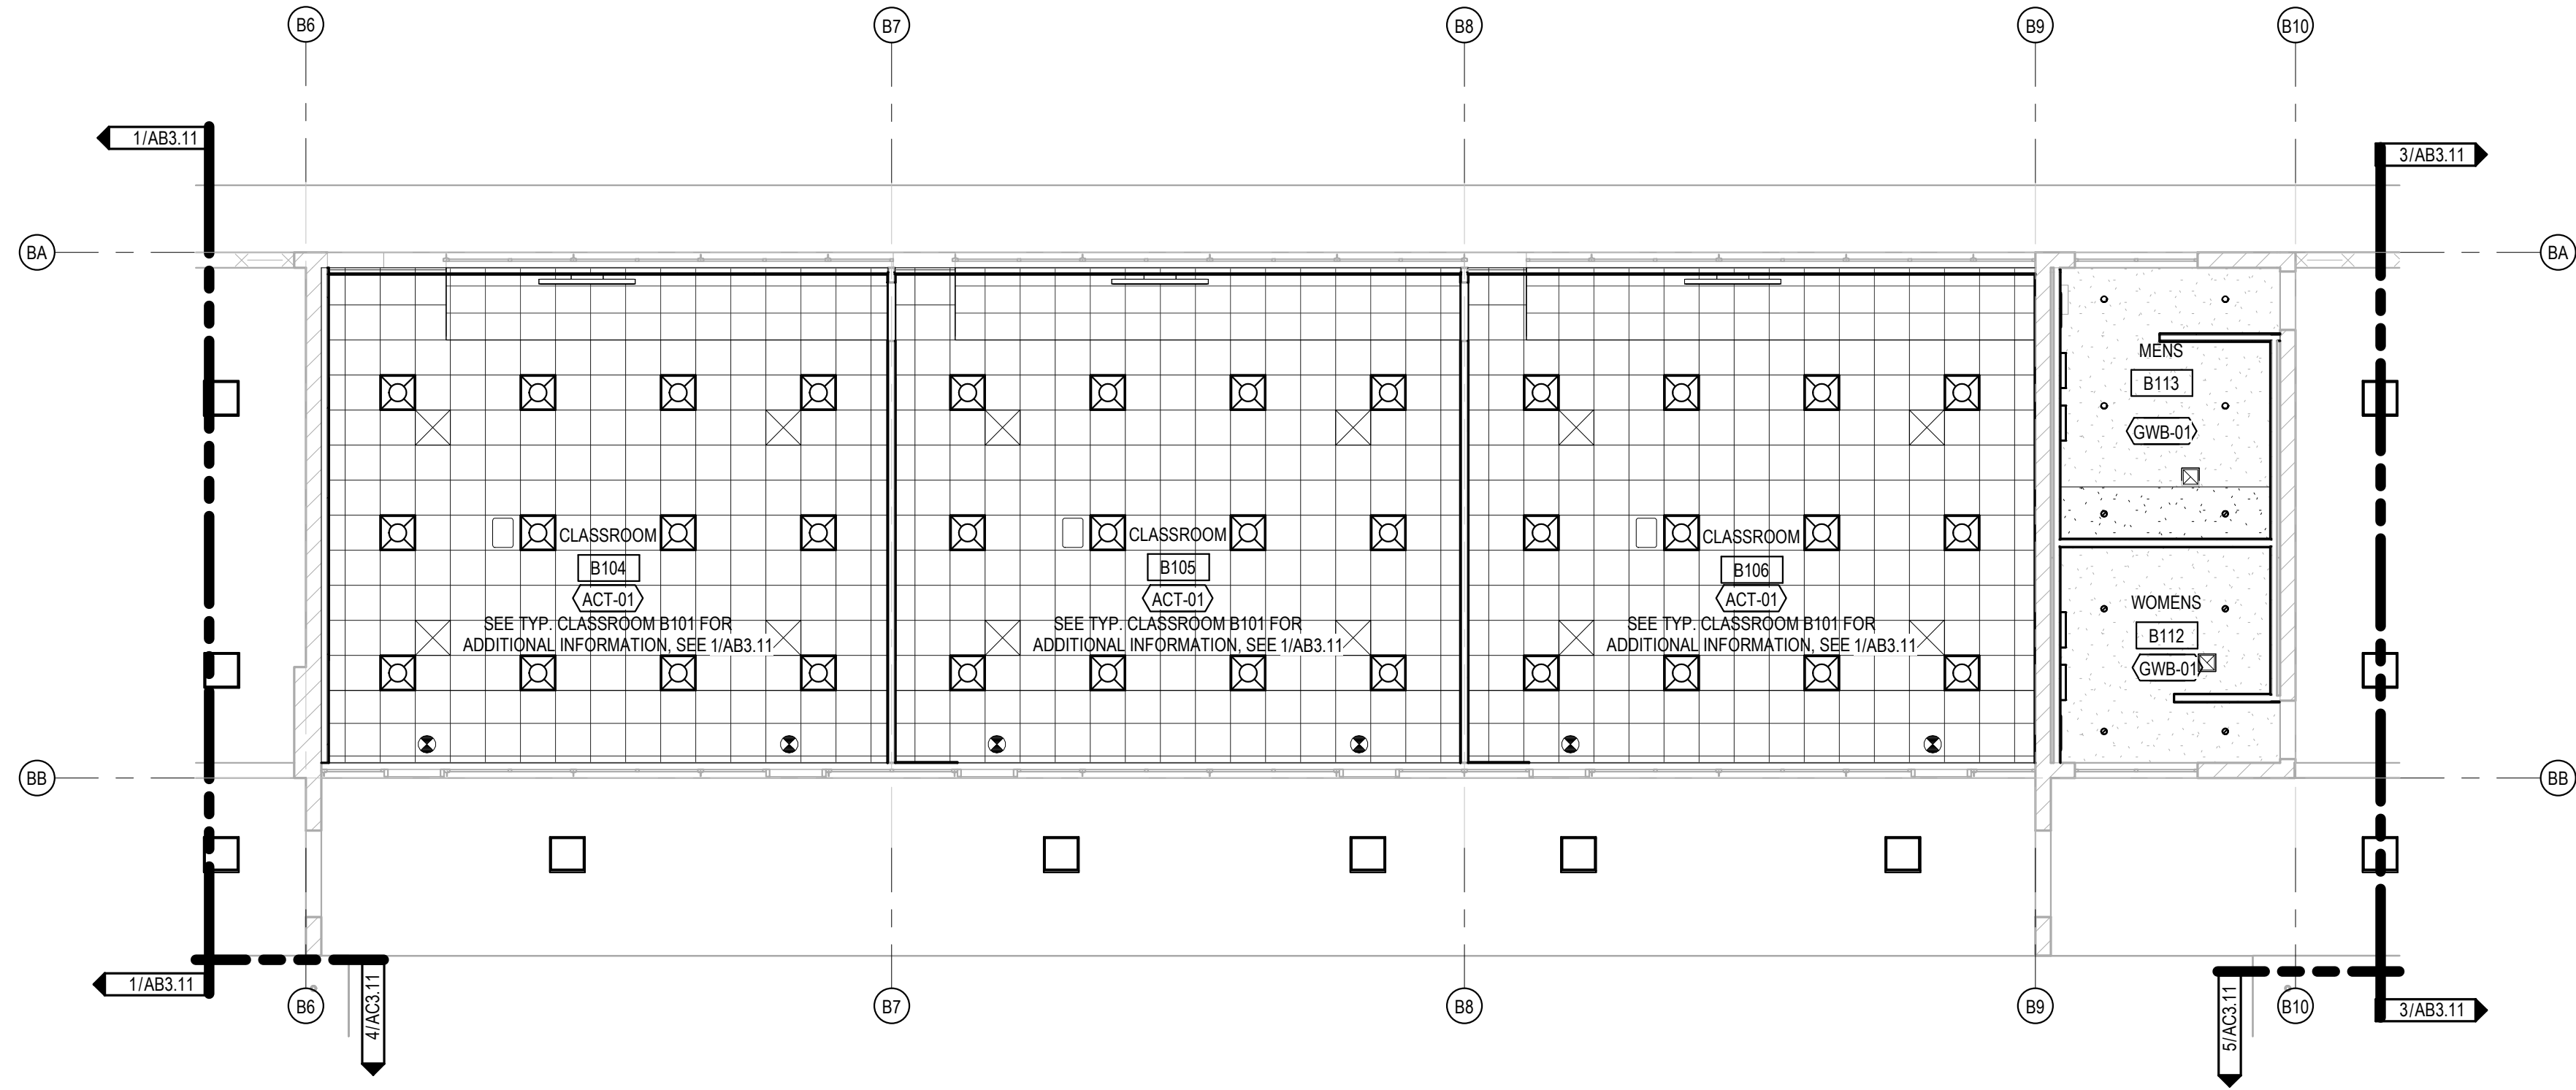 B6
B7
B8
B9
B10
1/AB3.11
3/AB3.11
BA
BA
MENS
B113
GWB-01
CLASSROOM
B104
ACT-01
SEE TYP. CLASSROOM B101 FOR
ADDITIONAL INFORMATION, SEE 1/AB3.11
CLASSROOM
B105
ACT-01
SEE TYP. CLASSROOM B101 FOR
ADDITIONAL INFORMATION, SEE 1/AB3.11
CLASSROOM
B106
ACT-01
SEE TYP. CLASSROOM B101 FOR
ADDITIONAL INFORMATION, SEE 1/AB3.11
WOMENS
B112
GWB-01
BB
BB
1/AB3.11
B6
4/AC3.11
B7
B8
B9
5/AC3.11
B10
3/AB3.11